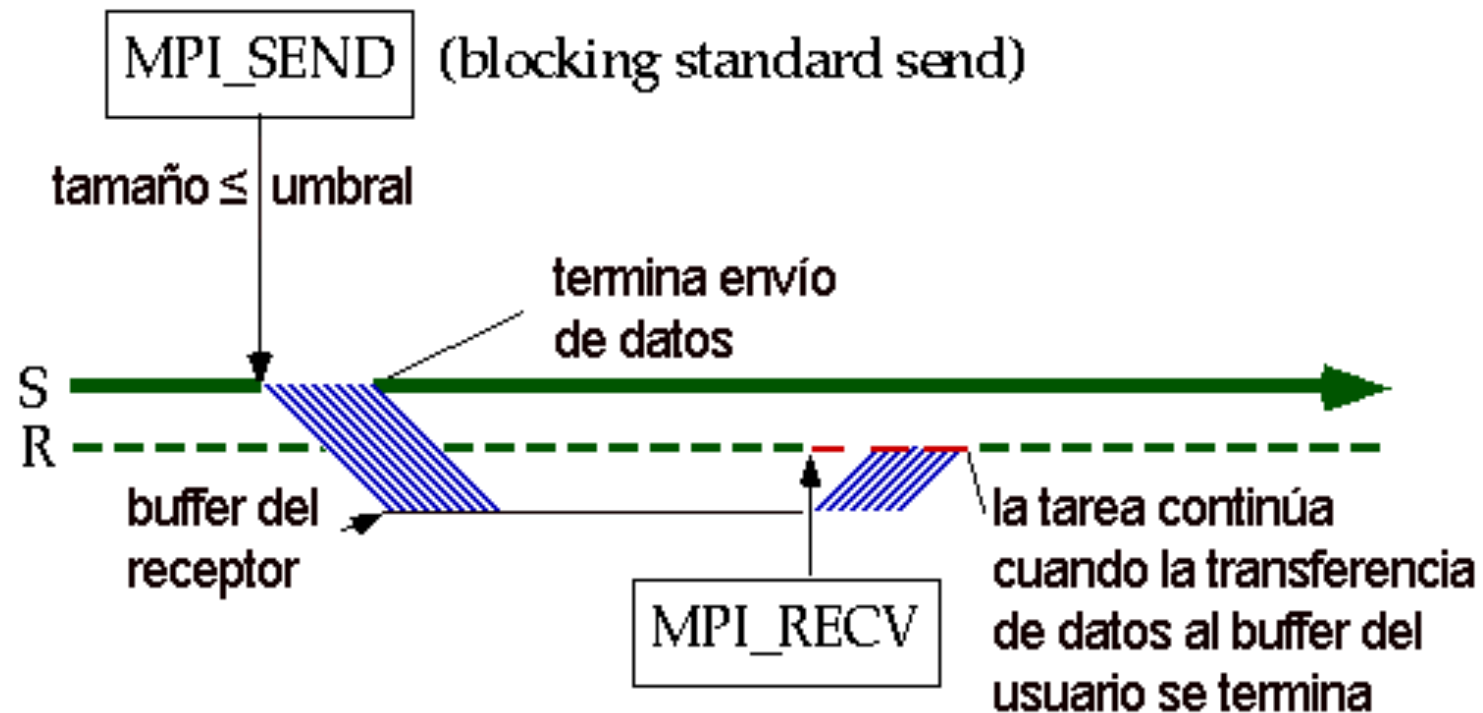 MPI_SEND (blocking standard send)
tamaño ≤ umbral
termina envío
de datos
S
R
buffer del
receptor
MPI_RECV
la tarea continúa
cuando la transferencia
de datos al buffer del
usuario se termina